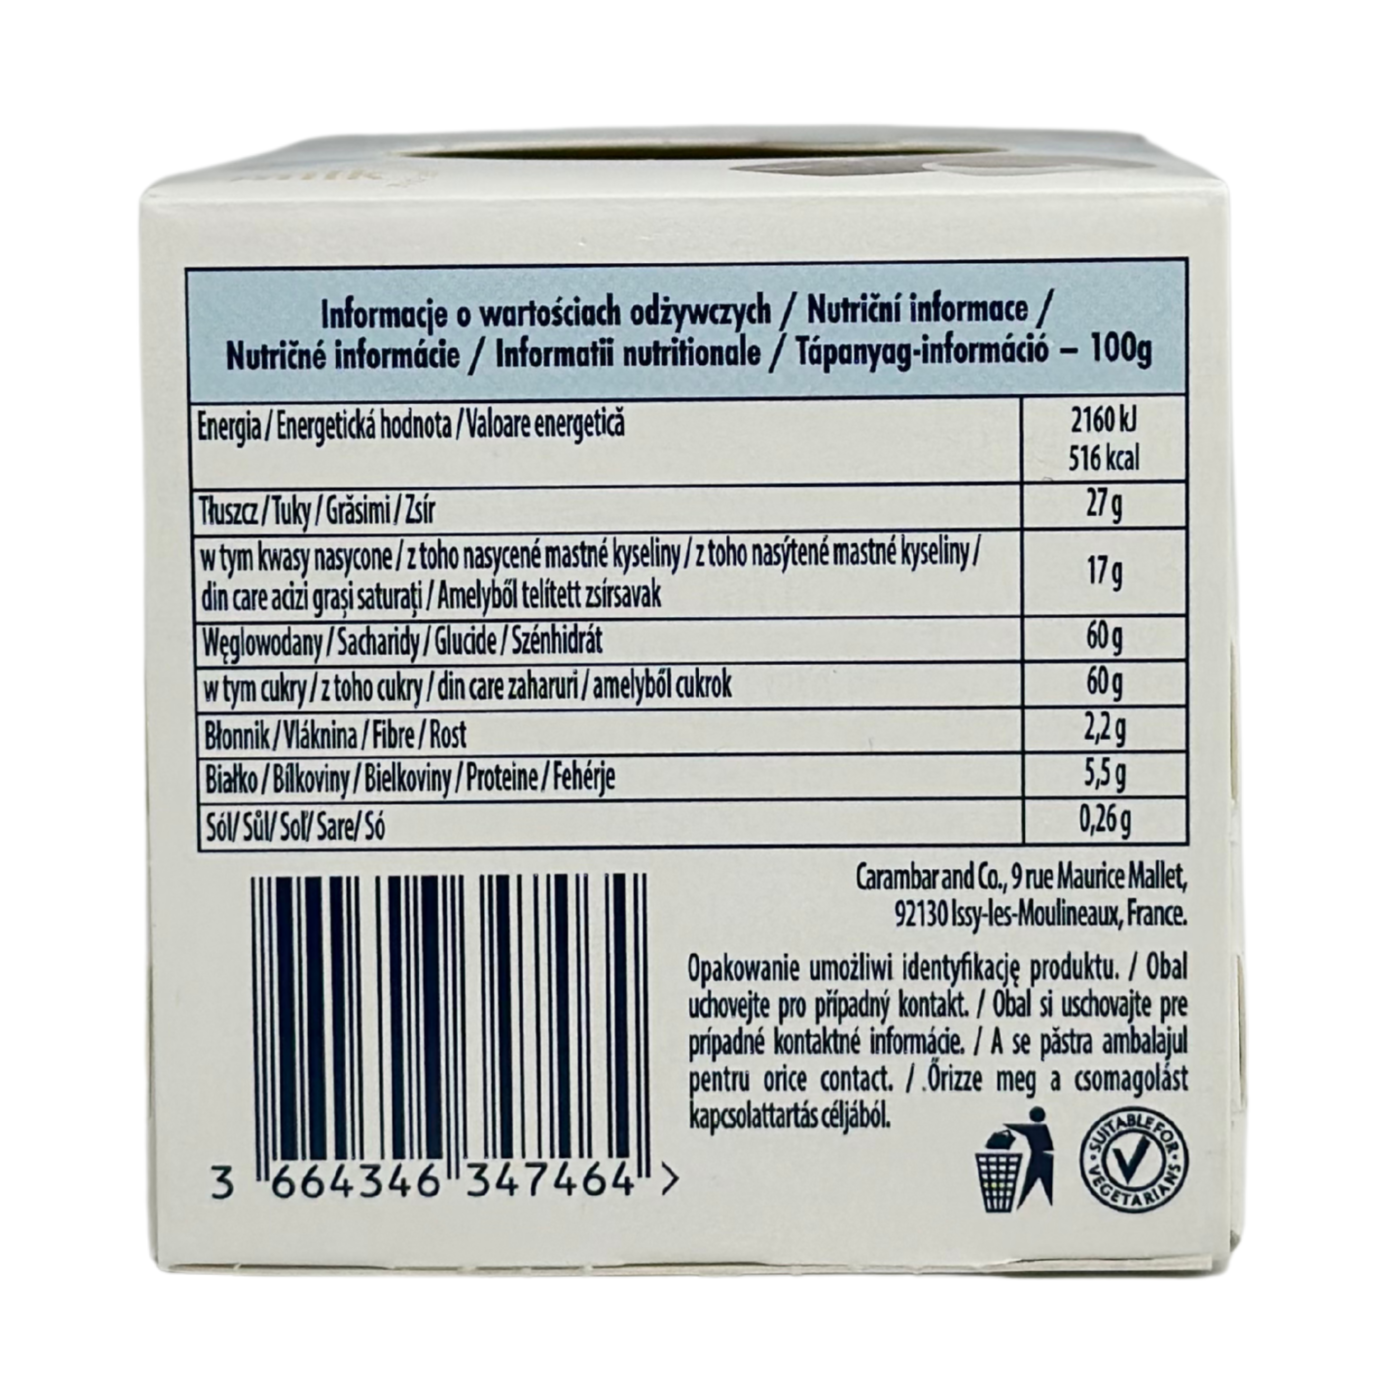 milk
Informacje o wartościach odżywczych / Nutriční informace /
Nutričné informácie / Informatii nutritionale / Tápanyag-információ – 100g
Energia / Energetická hodnota / Valoare energetică
2160 kJ
516 kcal
Tłuszcz / Tuky / Grăsimi / Zsír
27 g
w tym kwasy nasycone / z toho nasycené mastné kyseliny / z toho nasýtené mastné kyseliny /
din care acizi grași saturați / Amelyből telített zsírsavak
17 g
Węglowodany / Sacharidy / Glucide / Szénhidrát
60 g
w tym cukry / z toho cukry / din care zaharuri / amelyből cukrok
60 g
Błonnik / Vláknina / Fibre / Rost
2,2 g
Białko / Bílkoviny / Bielkoviny / Proteine / Fehérje
5,5 g
Sól/ Sůl/ Soľ/ Sare/ Só
0,26 g
Carambar and Co., 9 rue Maurice Mallet,
92130 Issy-les-Moulineaux, France.
Opakowanie umożliwi identyfikację produktu. / Obal
uchovejte pro případný kontakt. / Obal si uschovajte pre
prípadné kontaktné informácie. / A se păstra ambalajul
pentru orice contact. / .Őrizze meg a csomagolást
kapcsolattartás céljából.
SUITABLE FOR
VEGETARIANS
3 664346 347464 >